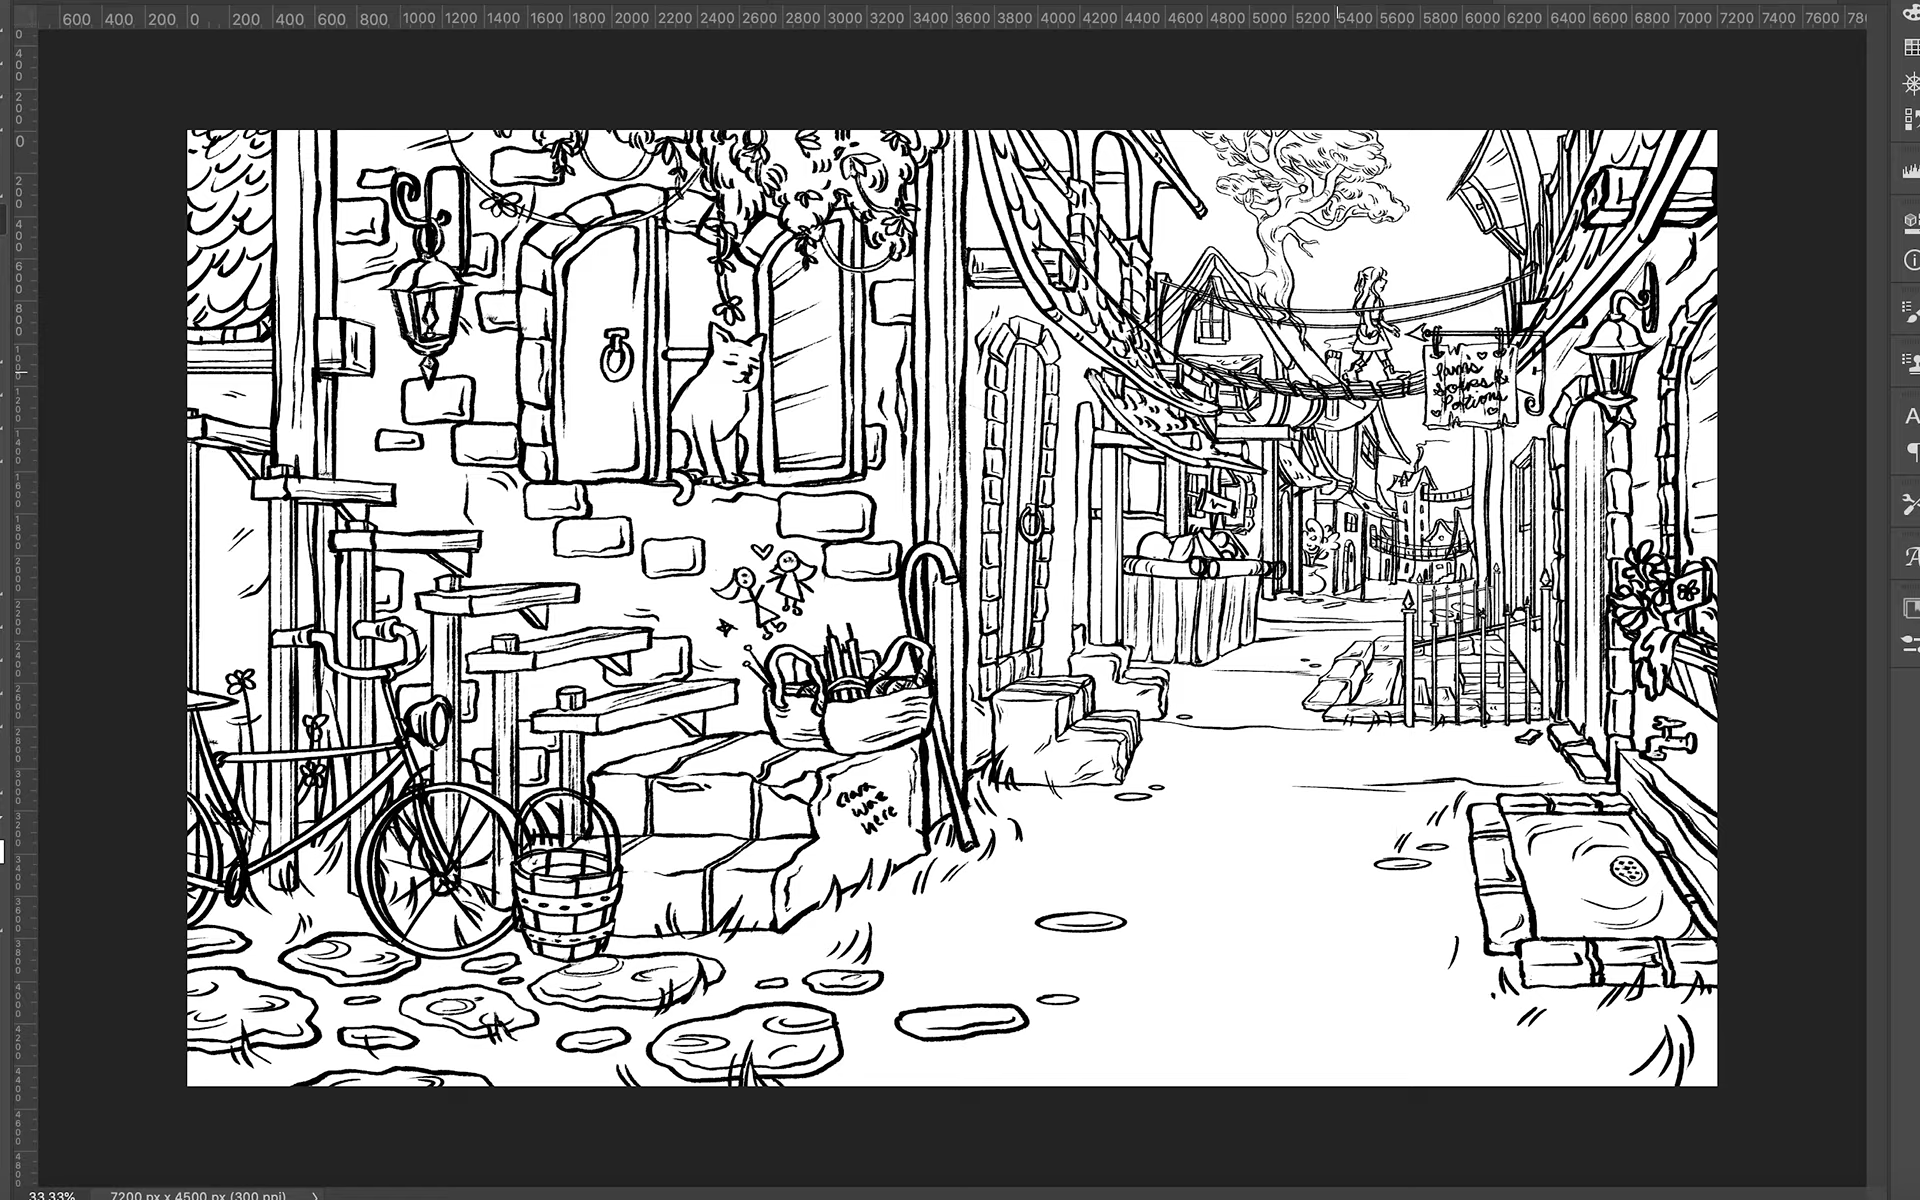 600 400 200 0 200 400 600 800 1000 1200 1400 1600 1800 2000 2200 2400 2600 2800 3000 3200 3400 3600 3800 4000 4200 4400 4600 4800 5000 5200 5400 5600 5800 6000 6200 6400 6600 6800 7000 7200 7400 7600
Jams
Soaps &
Potions
Clara
was
here
33.33% 7200 px x 4500 px (300 ppi)